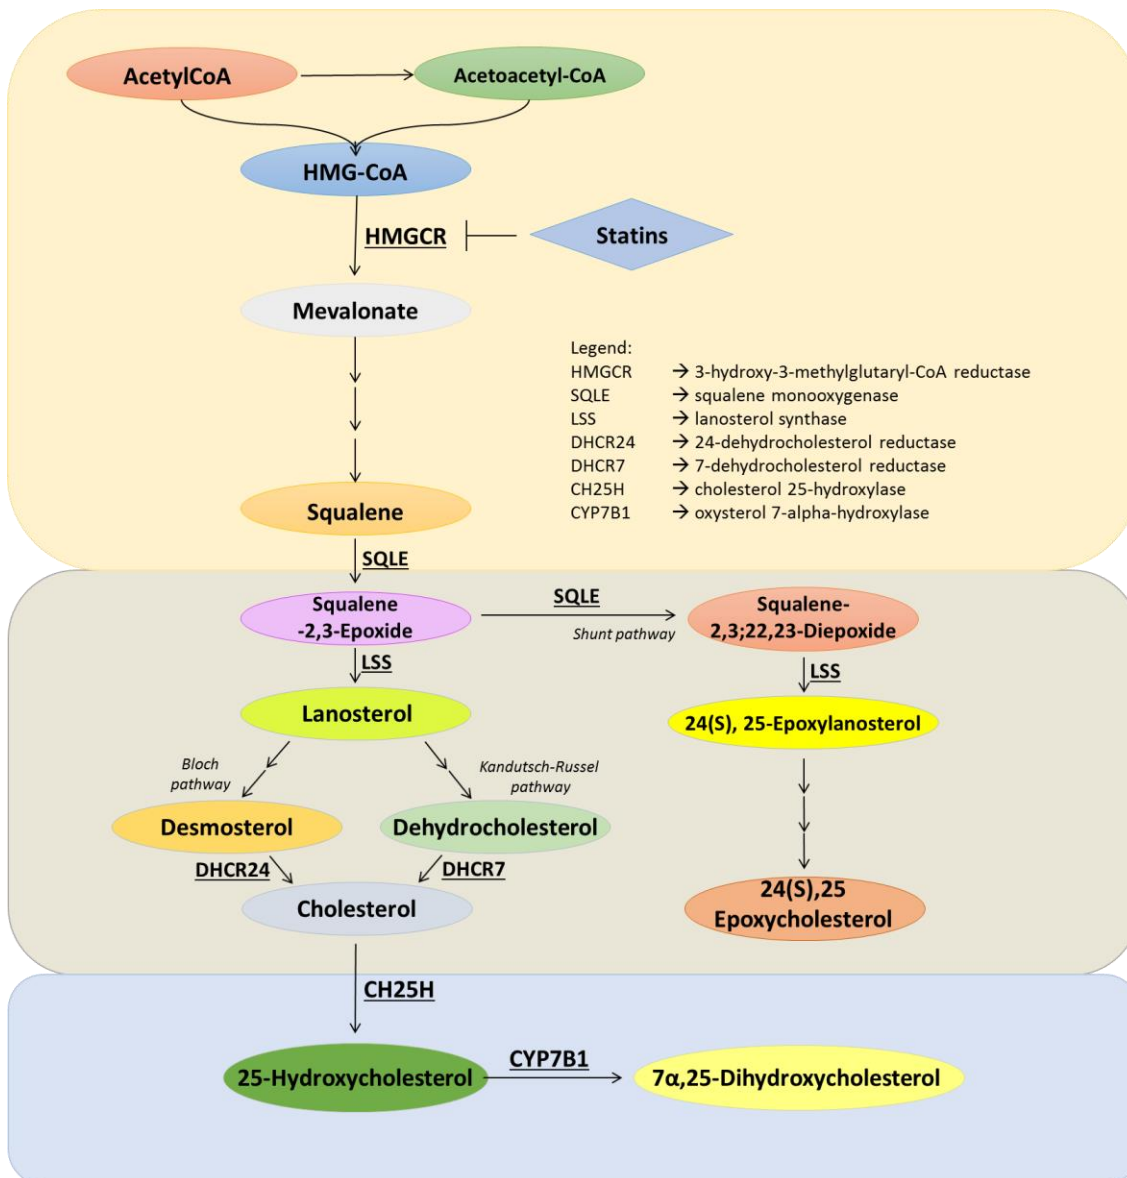 AcetylCoA
Acetoacetyl-CoA
HMG-CoA
HMGCR
Statins
Mevalonate
Legend:
HMGCR → 3-hydroxy-3-methylglutaryl-CoA reductase
SQLE → squalene monooxygenase
LSS → lanosterol synthase
DHCR24 → 24-dehydrocholesterol reductase
DHCR7 → 7-dehydrocholesterol reductase
CH25H → cholesterol 25-hydroxylase
CYP7B1 → oxysterol 7-alpha-hydroxylase
Squalene
SQLE
Squalene
-2,3-Epoxide
SQLE
Shunt pathway
Squalene-
2,3;22,23-Diepoxide
LSS
LSS
Lanosterol
24(S), 25-Epoxylanosterol
Bloch
pathway
Kandutsch-Russel
pathway
Desmosterol
Dehydrocholesterol
DHCR24
DHCR7
Cholesterol
24(S),25
Epoxycholesterol
CH25H
25-Hydroxycholesterol
CYP7B1
7α,25-Dihydroxycholesterol